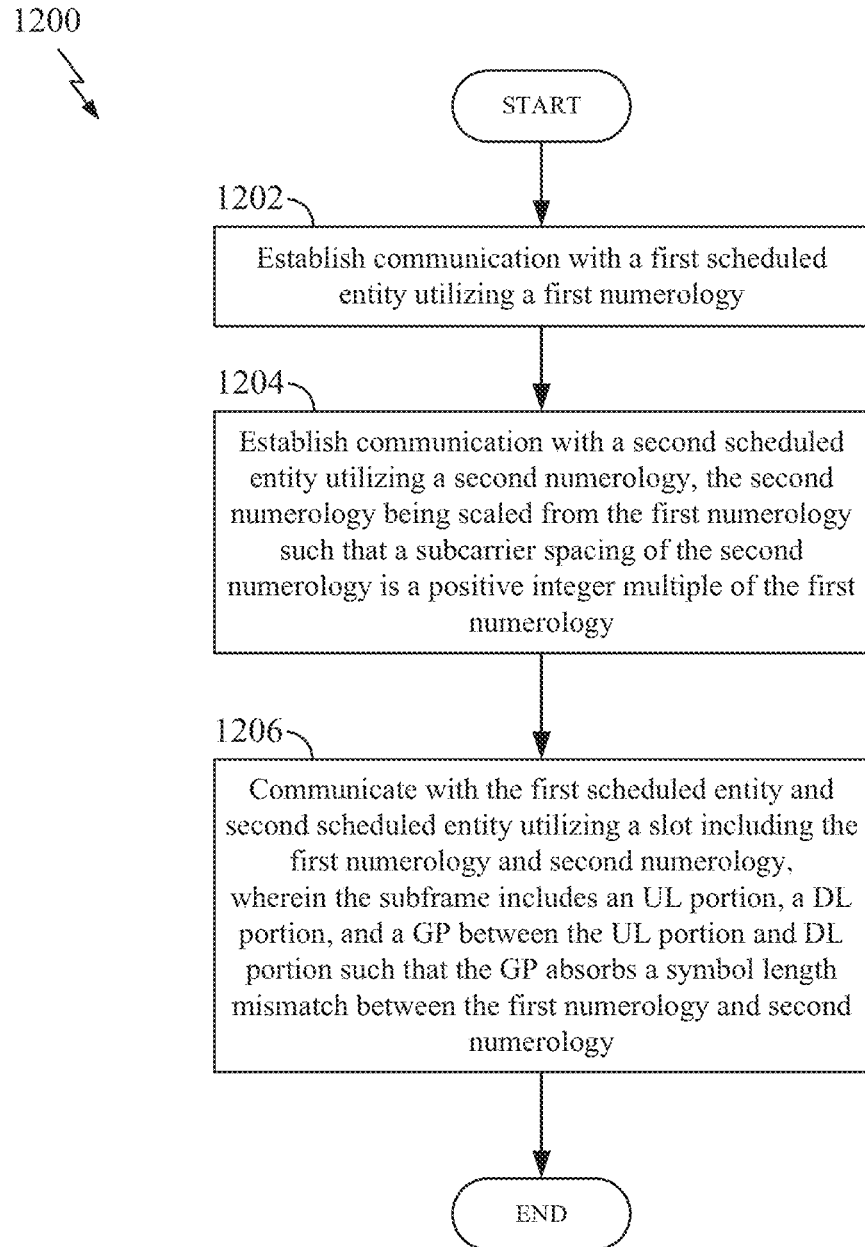 1200
START
1202
Establish communication with a first scheduled
entity utilizing a first numerology
1204
Establish communication with a second scheduled
entity utilizing a second numerology, the second
numerology being scaled from the first numerology
such that a subcarrier spacing of the second
numerology is a positive integer multiple of the first
numerology
1206
Communicate with the first scheduled entity and
second scheduled entity utilizing a slot including the
first numerology and second numerology,
wherein the subframe includes an UL portion, a DL
portion, and a GP between the UL portion and DL
portion such that the GP absorbs a symbol length
mismatch between the first numerology and second
numerology
END